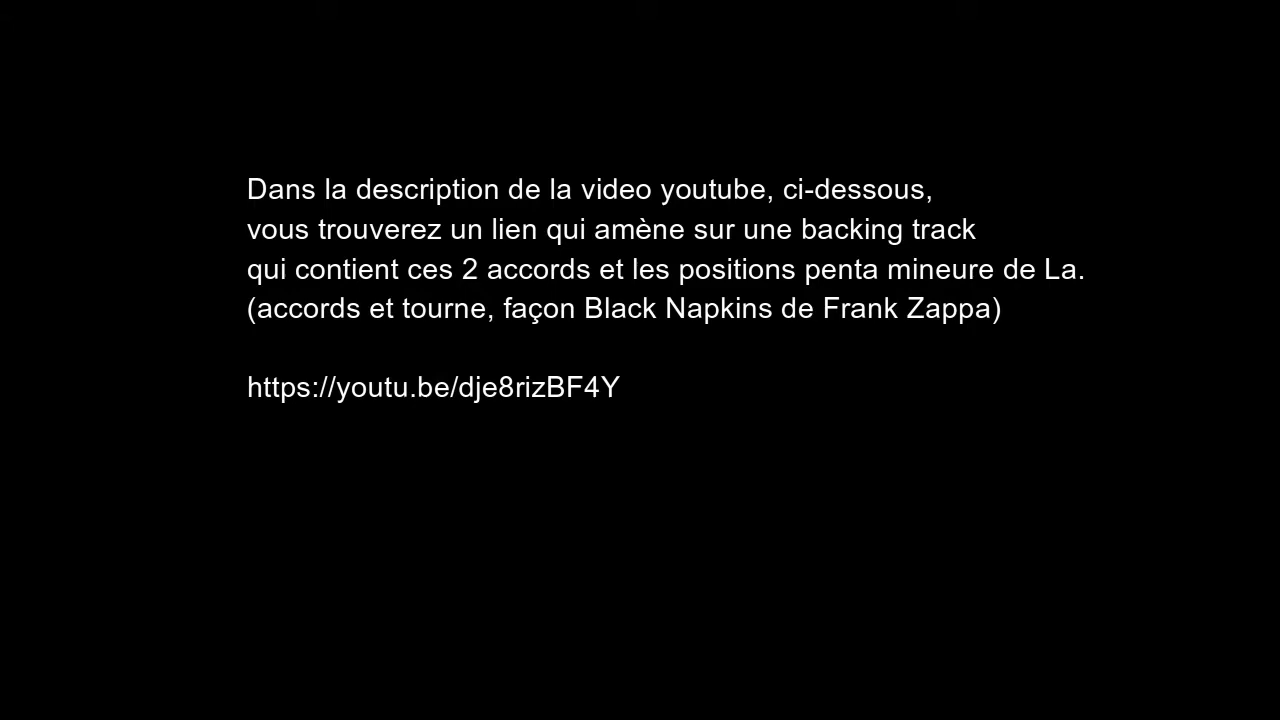 Dans la description de la video youtube, ci-dessous,
vous trouverez un lien qui amène sur une backing track
qui contient ces 2 accords et les positions penta mineure de La.
(accords et tourne, façon Black Napkins de Frank Zappa)
https://youtu.be/dje8rizBF4Y